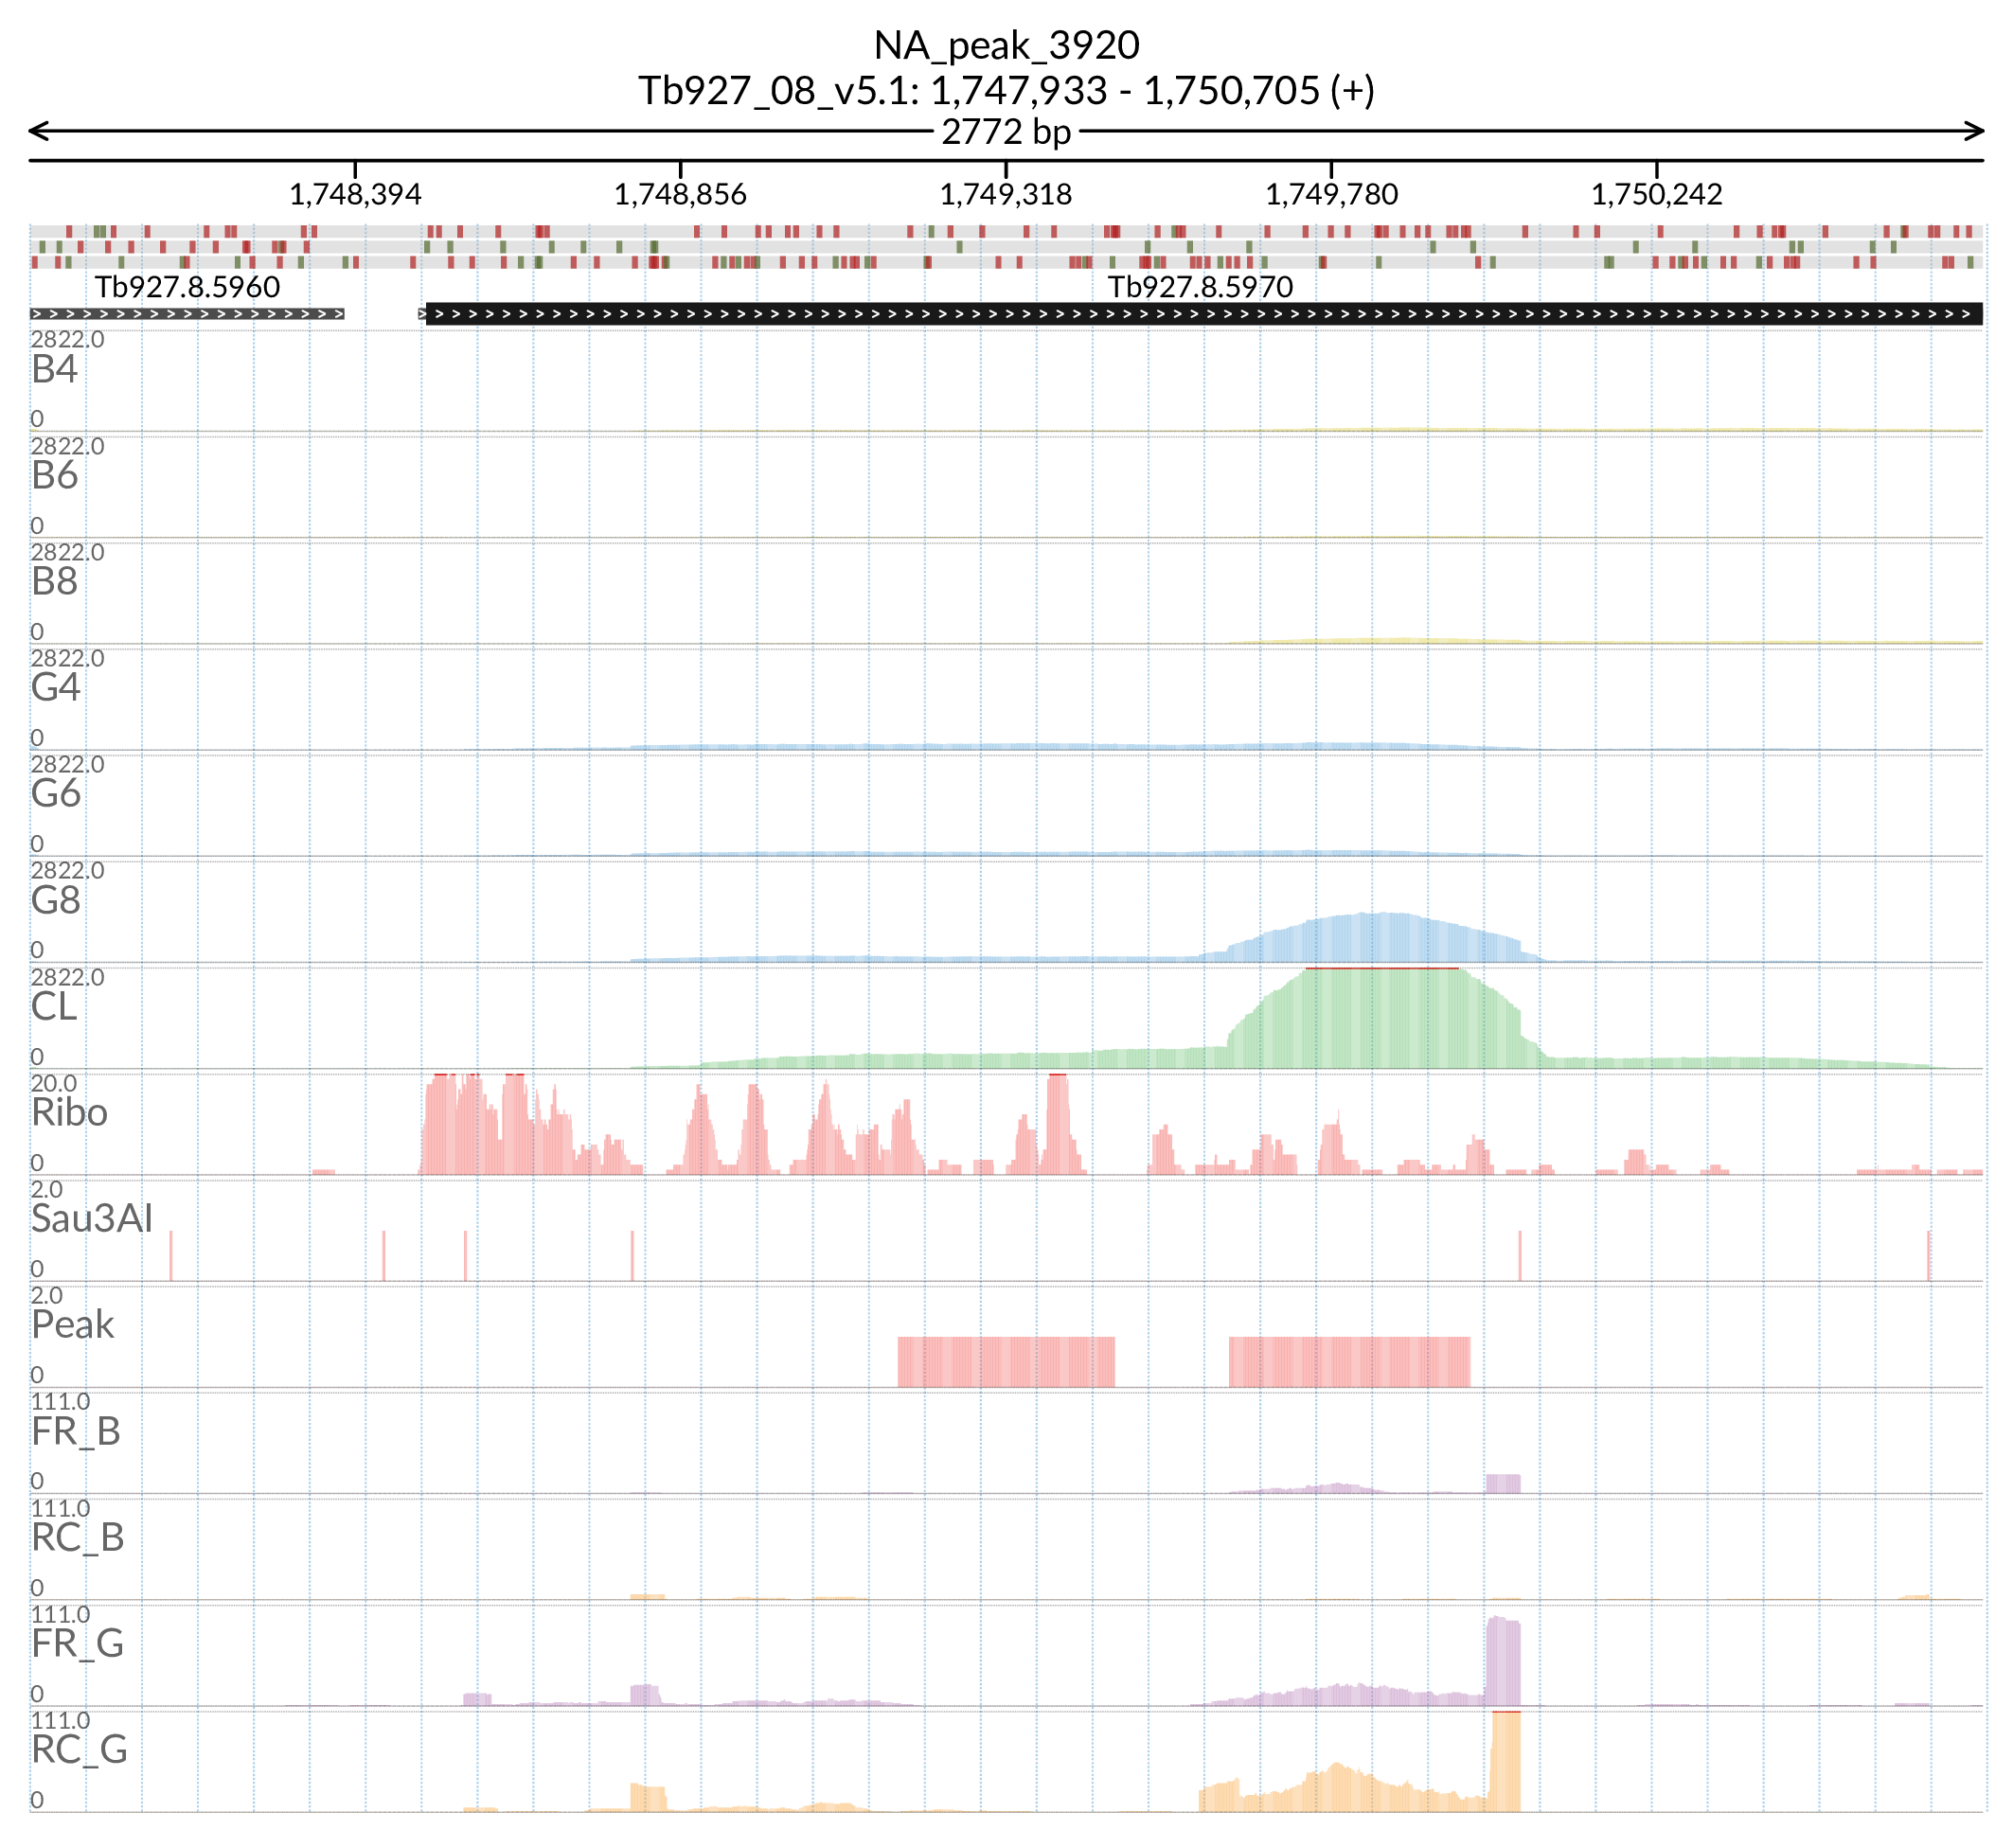 NA_peak_3920
Tb927_08_v5.1: 1,747,933 - 1,750,705 (+)
2772 bp
1,748,394 1,748,856 1,749,318 1,749,780 1,750,242
Tb927.8.5960 Tb927.8.5970
2822.0
B4
0
2822.0
B6
0
2822.0
B8
0
2822.0
G4
0
2822.0
G6
0
2822.0
G8
0
2822.0
CL
0
20.0
Ribo
0
2.0
Sau3AI
0
2.0
Peak
0
111.0
FR_B
0
111.0
RC_B
0
111.0
FR_G
0
111.0
RC_G
0